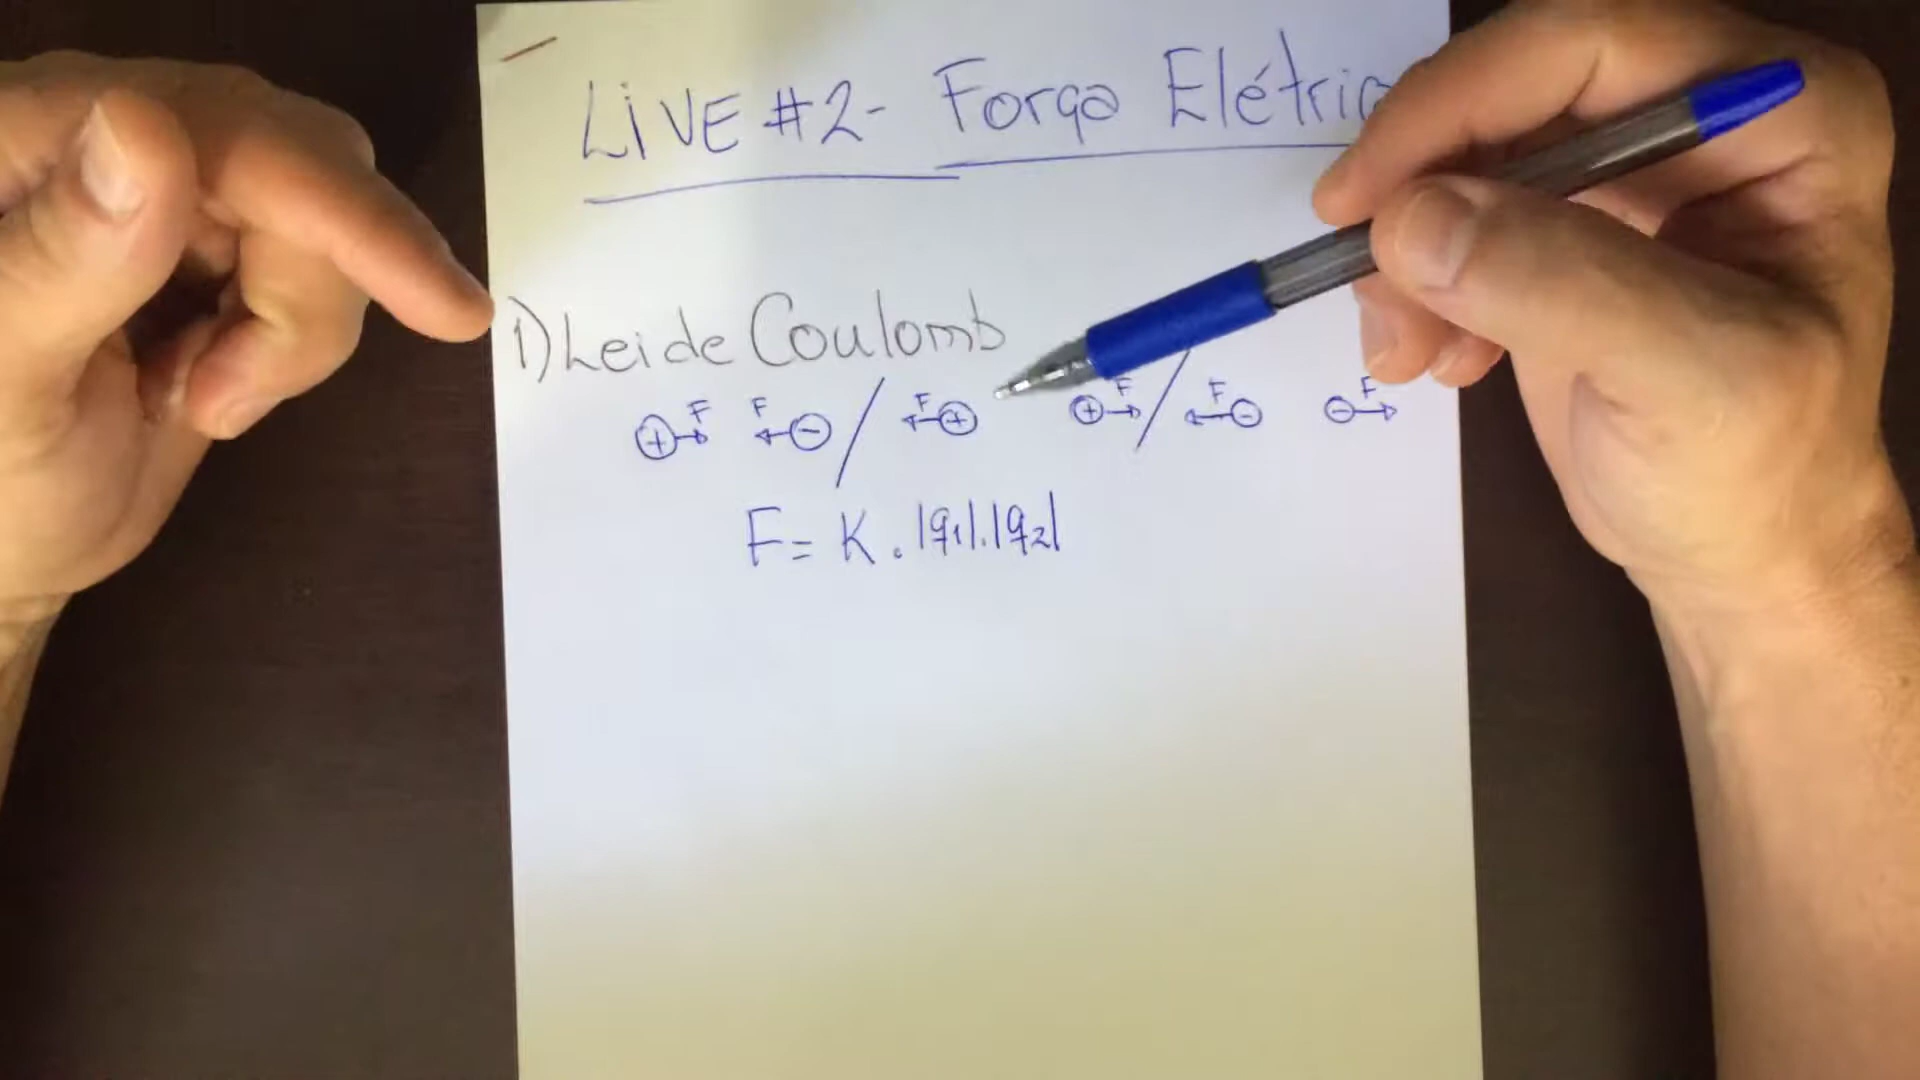 LiVE #2- Força Elétric
1) Lei de Coulomb
+ F F - / F + + F / F - - F
F = K . |q1|.|q2|